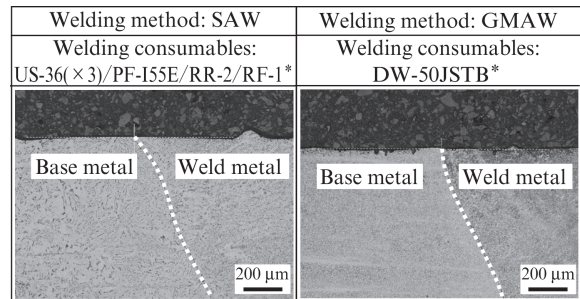 Welding method: SAW
Welding consumables:
US-36(×3)/PF-I55E/RR-2/RF-1*
Base metal
Weld metal
200 μm
Welding method: GMAW
Welding consumables:
DW-50JSTB*
Base metal
Weld metal
200 μm